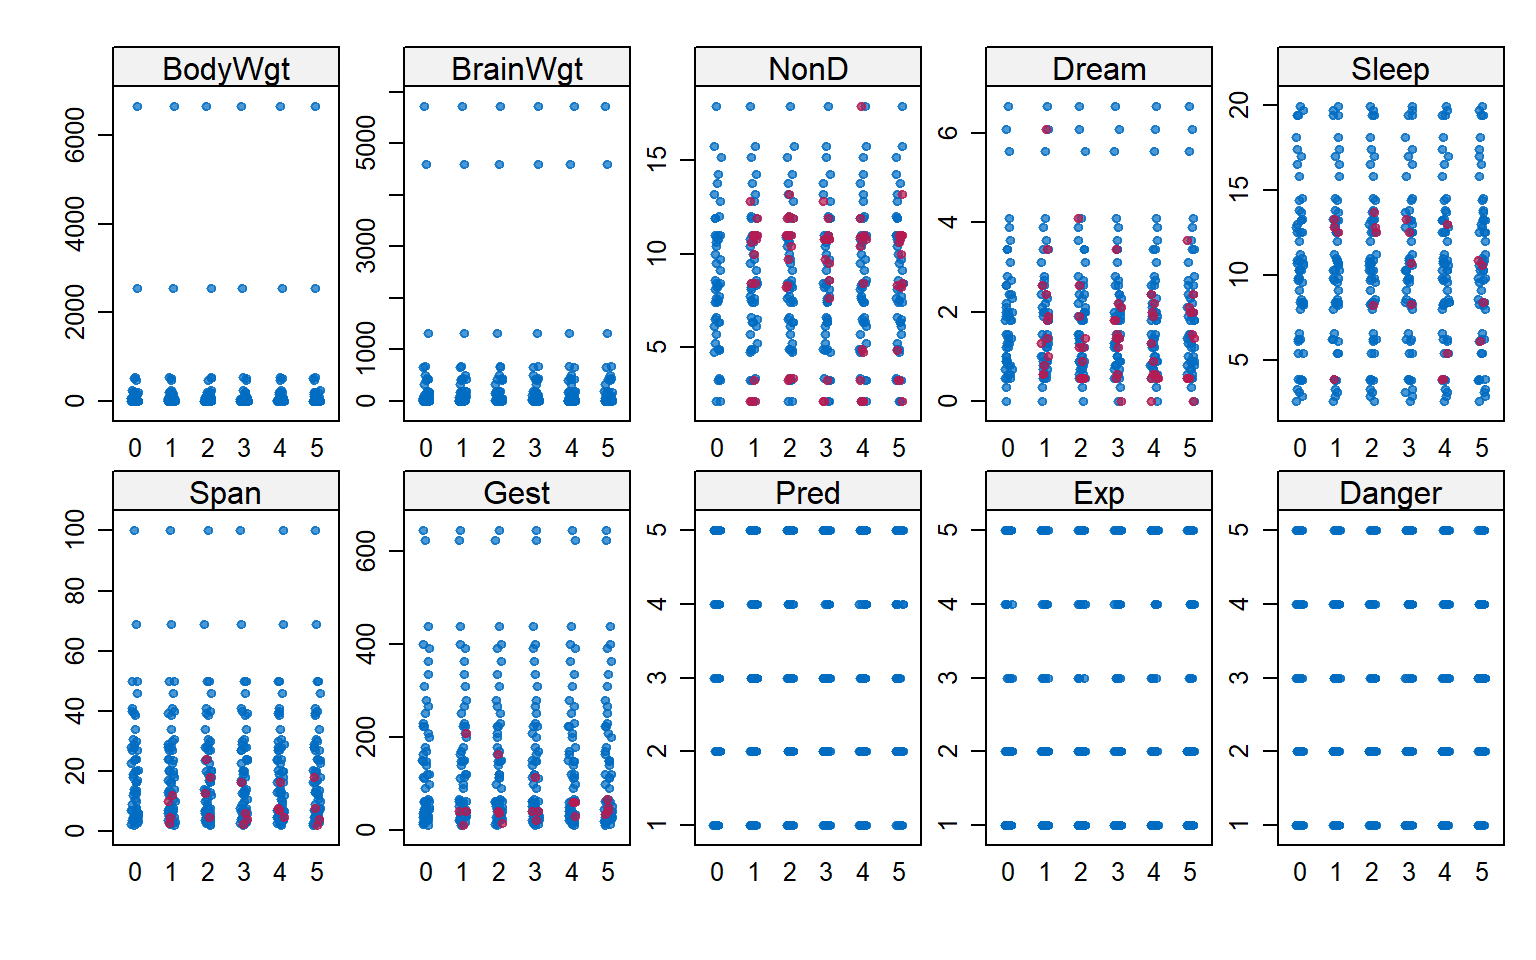 BodyWgt BrainWgt NonD Dream Sleep
6000 4000 2000 0
5000 3000 1000 0
15 10 5
6 4 2 0
20 15 10 5
0 1 2 3 4 5 0 1 2 3 4 5 0 1 2 3 4 5 0 1 2 3 4 5 0 1 2 3 4 5
Span Gest Pred Exp Danger
100 80 60 40 20 0
600 400 200 0
5 4 3 2 1
5 4 3 2 1
5 4 3 2 1
0 1 2 3 4 5 0 1 2 3 4 5 0 1 2 3 4 5 0 1 2 3 4 5 0 1 2 3 4 5